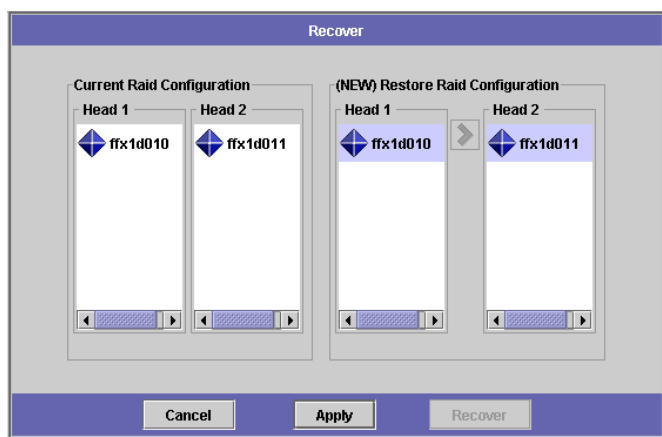 Recover
Current Raid Configuration
Head 1
Head 2
ffx1d010
ffx1d011
(NEW) Restore Raid Configuration
Head 1
Head 2
ffx1d010
ffx1d011
Cancel
Apply
Recover